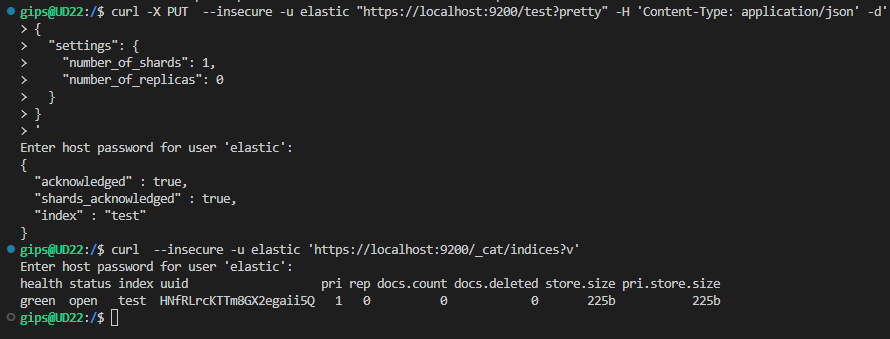 gips@UD22:/$ curl -X PUT  --insecure -u elastic "https://localhost:9200/test?pretty" -H 'Content-Type: application/json' -d'
> {
>   "settings": {
>     "number_of_shards": 1,
>     "number_of_replicas": 0
>   }
> }
> '
Enter host password for user 'elastic':
{
  "acknowledged" : true,
  "shards_acknowledged" : true,
  "index" : "test"
}
gips@UD22:/$ curl  --insecure -u elastic 'https://localhost:9200/_cat/indices?v'
Enter host password for user 'elastic':
health status index uuid                   pri rep docs.count docs.deleted store.size pri.store.size
green  open   test  HNfRLrcKTTm8GX2egaii5Q   1   0          0            0       225b           225b
gips@UD22:/$